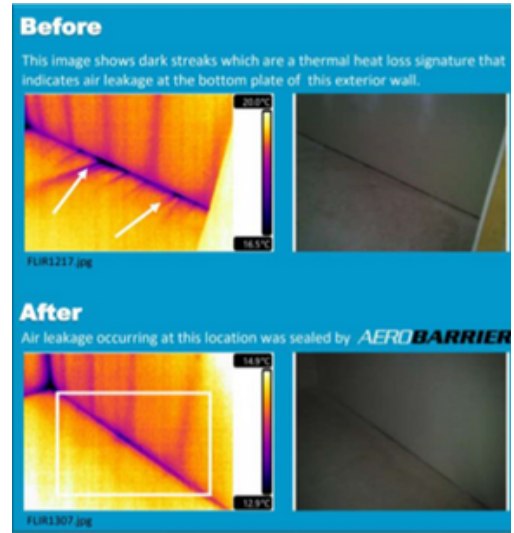 Before
This image shows dark streaks which are a thermal heat loss signature that
indicates air leakage at the bottom plate of this exterior wall.
20.0°C
16.5°C
FLIR1217.jpg
After
Air leakage occurring at this location was sealed by AEROBARRIER
14.9°C
12.9°C
FLIR1307.jpg